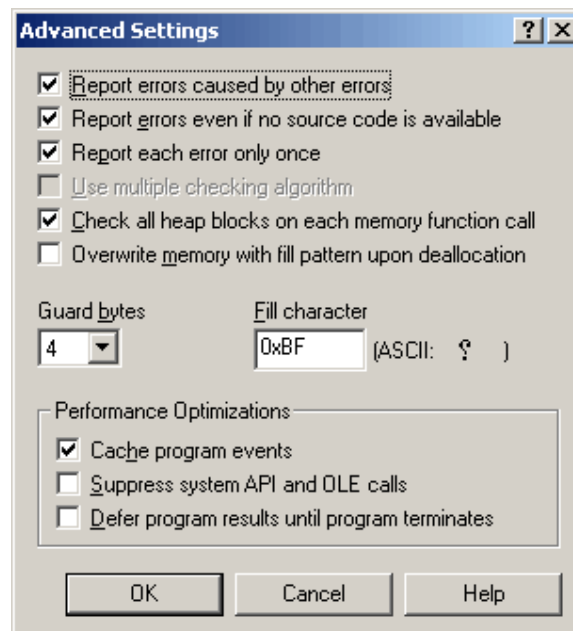 Advanced Settings
Report errors caused by other errors
Report errors even if no source code is available
Report each error only once
Use multiple checking algorithm
Check all heap blocks on each memory function call
Overwrite memory with fill pattern upon deallocation
Guard bytes Fill character
4 0xBF (ASCII: ؟ )
Performance Optimizations
Cache program events
Suppress system API and OLE calls
Defer program results until program terminates
OK Cancel Help